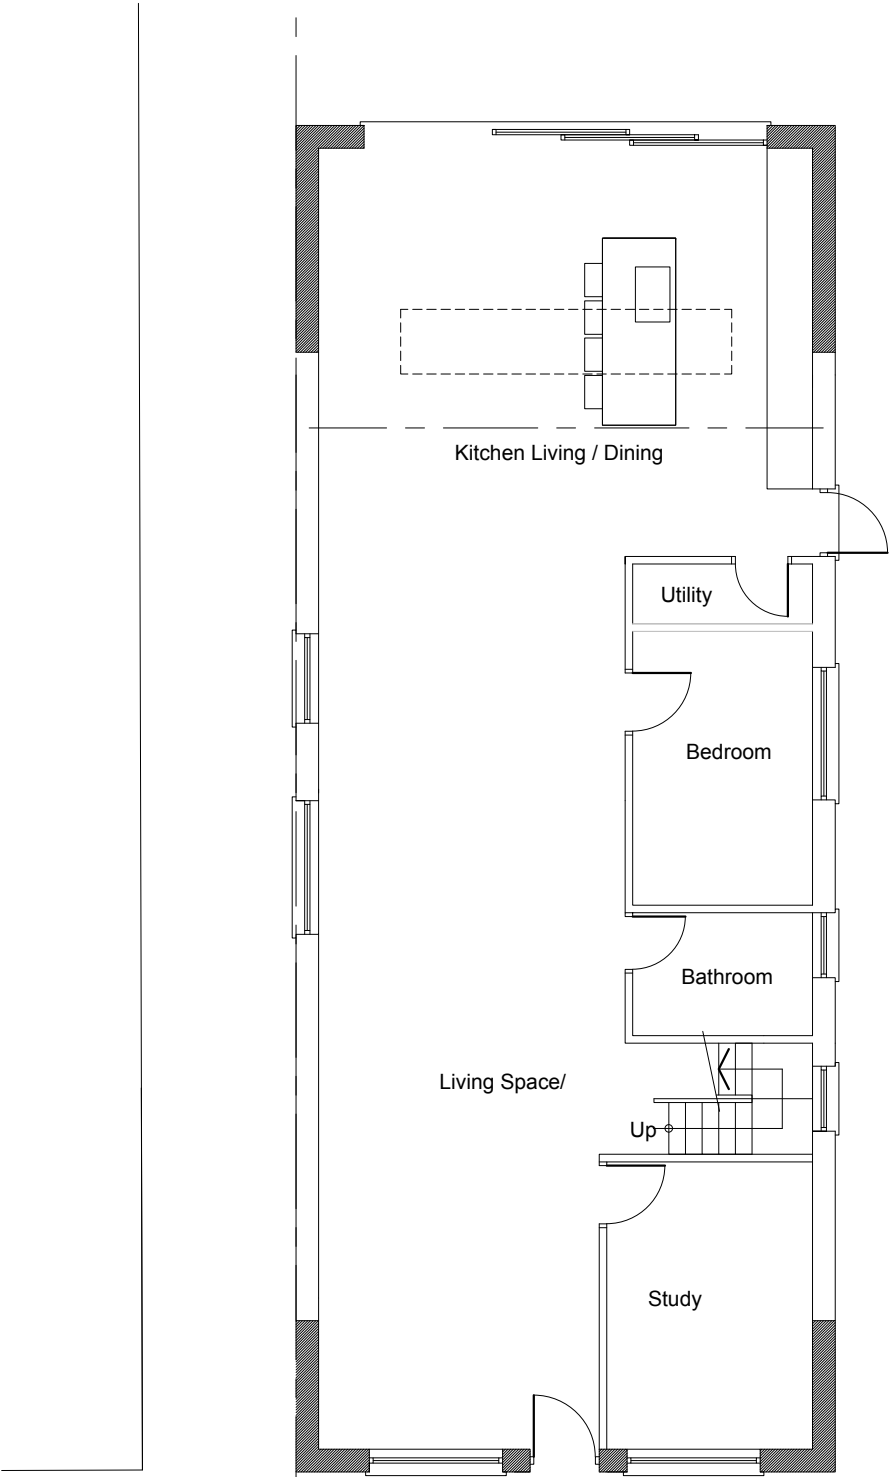 Kitchen Living / Dining
Utility
Bedroom
Bathroom
Living Space/
Up
Study